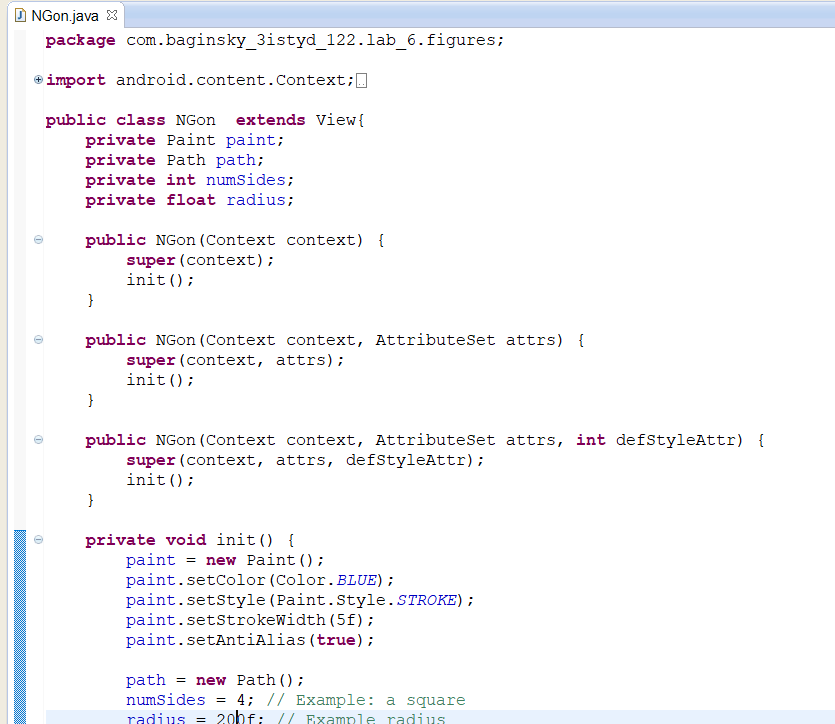 NGon.java
package com.baginsky_3istyd_122.lab_6.figures;
import android.content.Context;
public class NGon  extends View{
private Paint paint;
private Path path;
private int numSides;
private float radius;
public NGon(Context context) {
super(context);
init();
}
public NGon(Context context, AttributeSet attrs) {
super(context, attrs);
init();
}
public NGon(Context context, AttributeSet attrs, int defStyleAttr) {
super(context, attrs, defStyleAttr);
init();
}
private void init() {
paint = new Paint();
paint.setColor(Color.BLUE);
paint.setStyle(Paint.Style.STROKE);
paint.setStrokeWidth(5f);
paint.setAntiAlias(true);
path = new Path();
numSides = 4; // Example: a square
radius = 200f; // Example radius